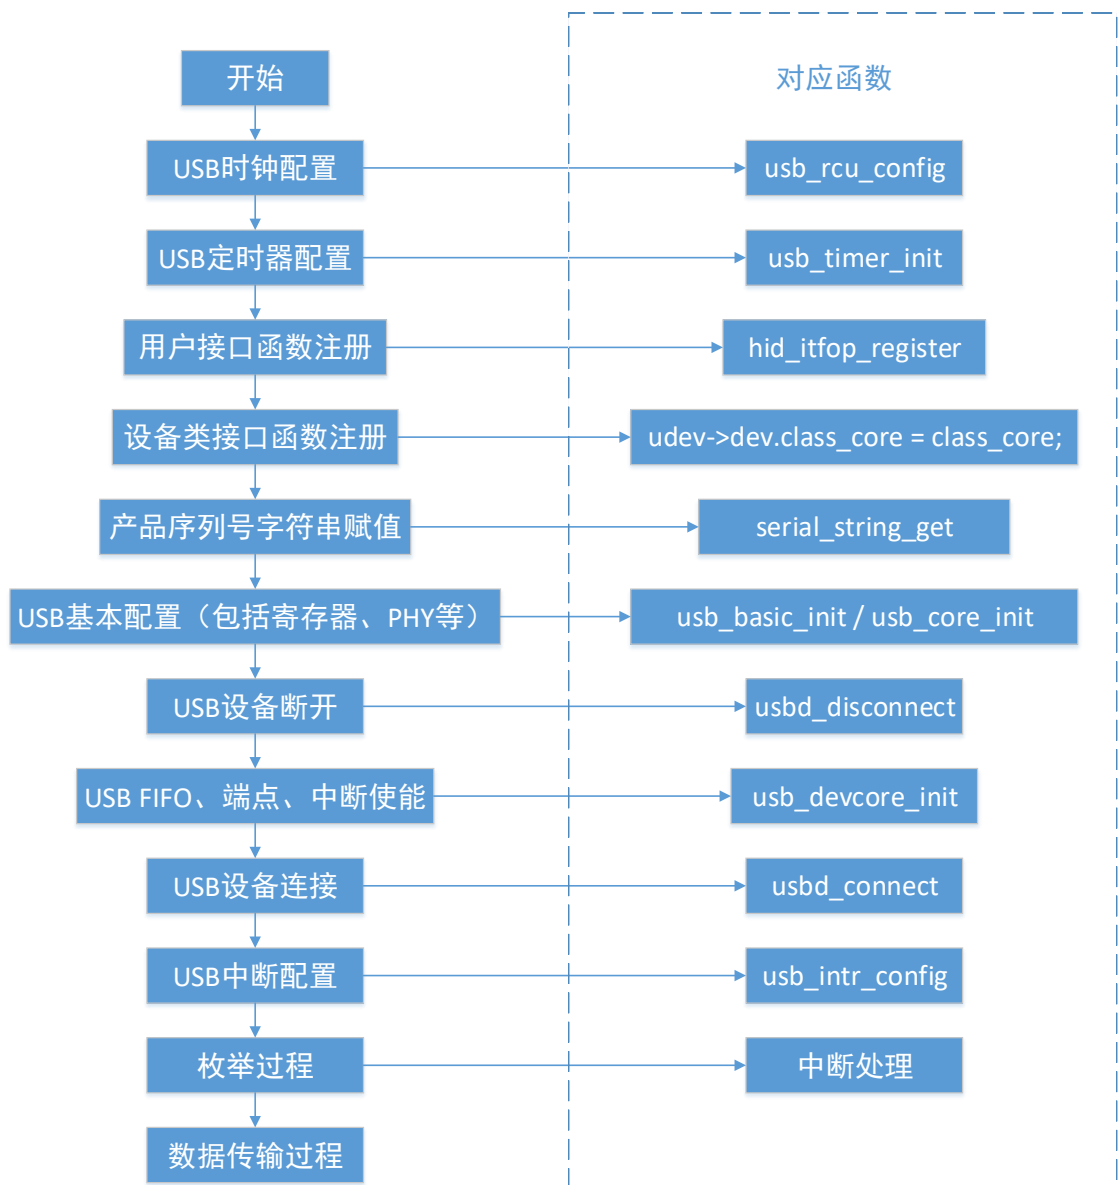 开始
对应函数
USB时钟配置
usb_rcu_config
USB定时器配置
usb_timer_init
用户接口函数注册
hid_itfop_register
设备类接口函数注册
udev->dev.class_core = class_core;
产品序列号字符串赋值
serial_string_get
USB基本配置（包括寄存器、PHY等）
usb_basic_init / usb_core_init
USB设备断开
usbd_disconnect
USB FIFO、端点、中断使能
usb_devcore_init
USB设备连接
usbd_connect
USB中断配置
usb_intr_config
枚举过程
中断处理
数据传输过程